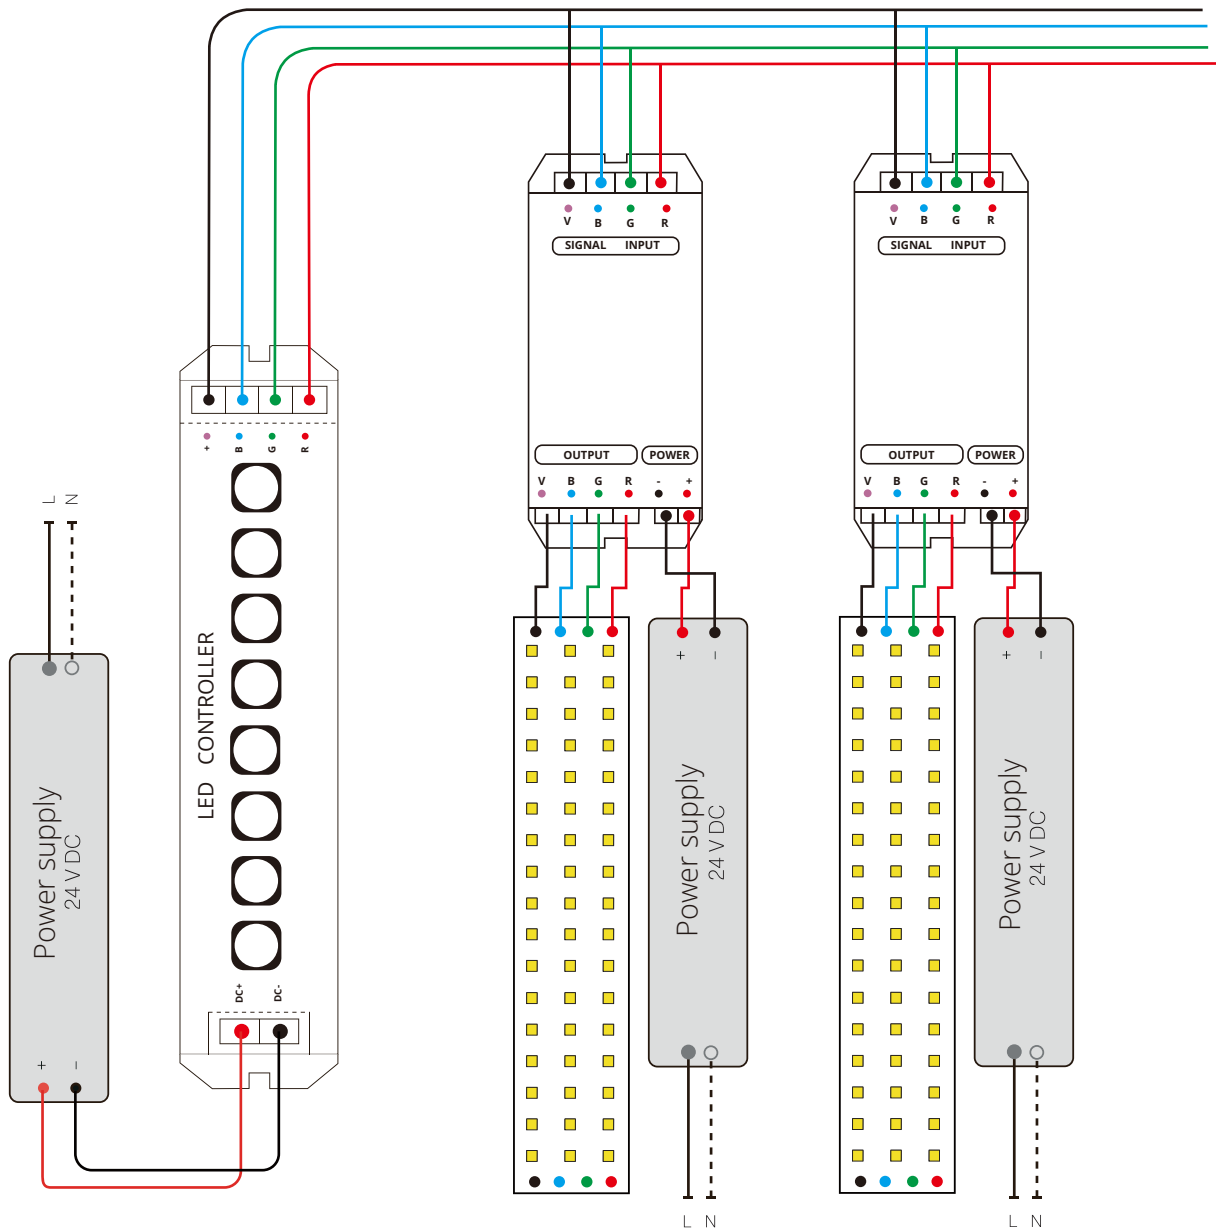 V B G R
SIGNAL INPUT
V B G R
SIGNAL INPUT
+ B G R
LED CONTROLLER
DC+ DC-
L N
Power supply
24 V DC
+ –
OUTPUT POWER
V B G R - +
OUTPUT POWER
V B G R - +
+ –
Power supply
24 V DC
L N
+ –
Power supply
24 V DC
L N